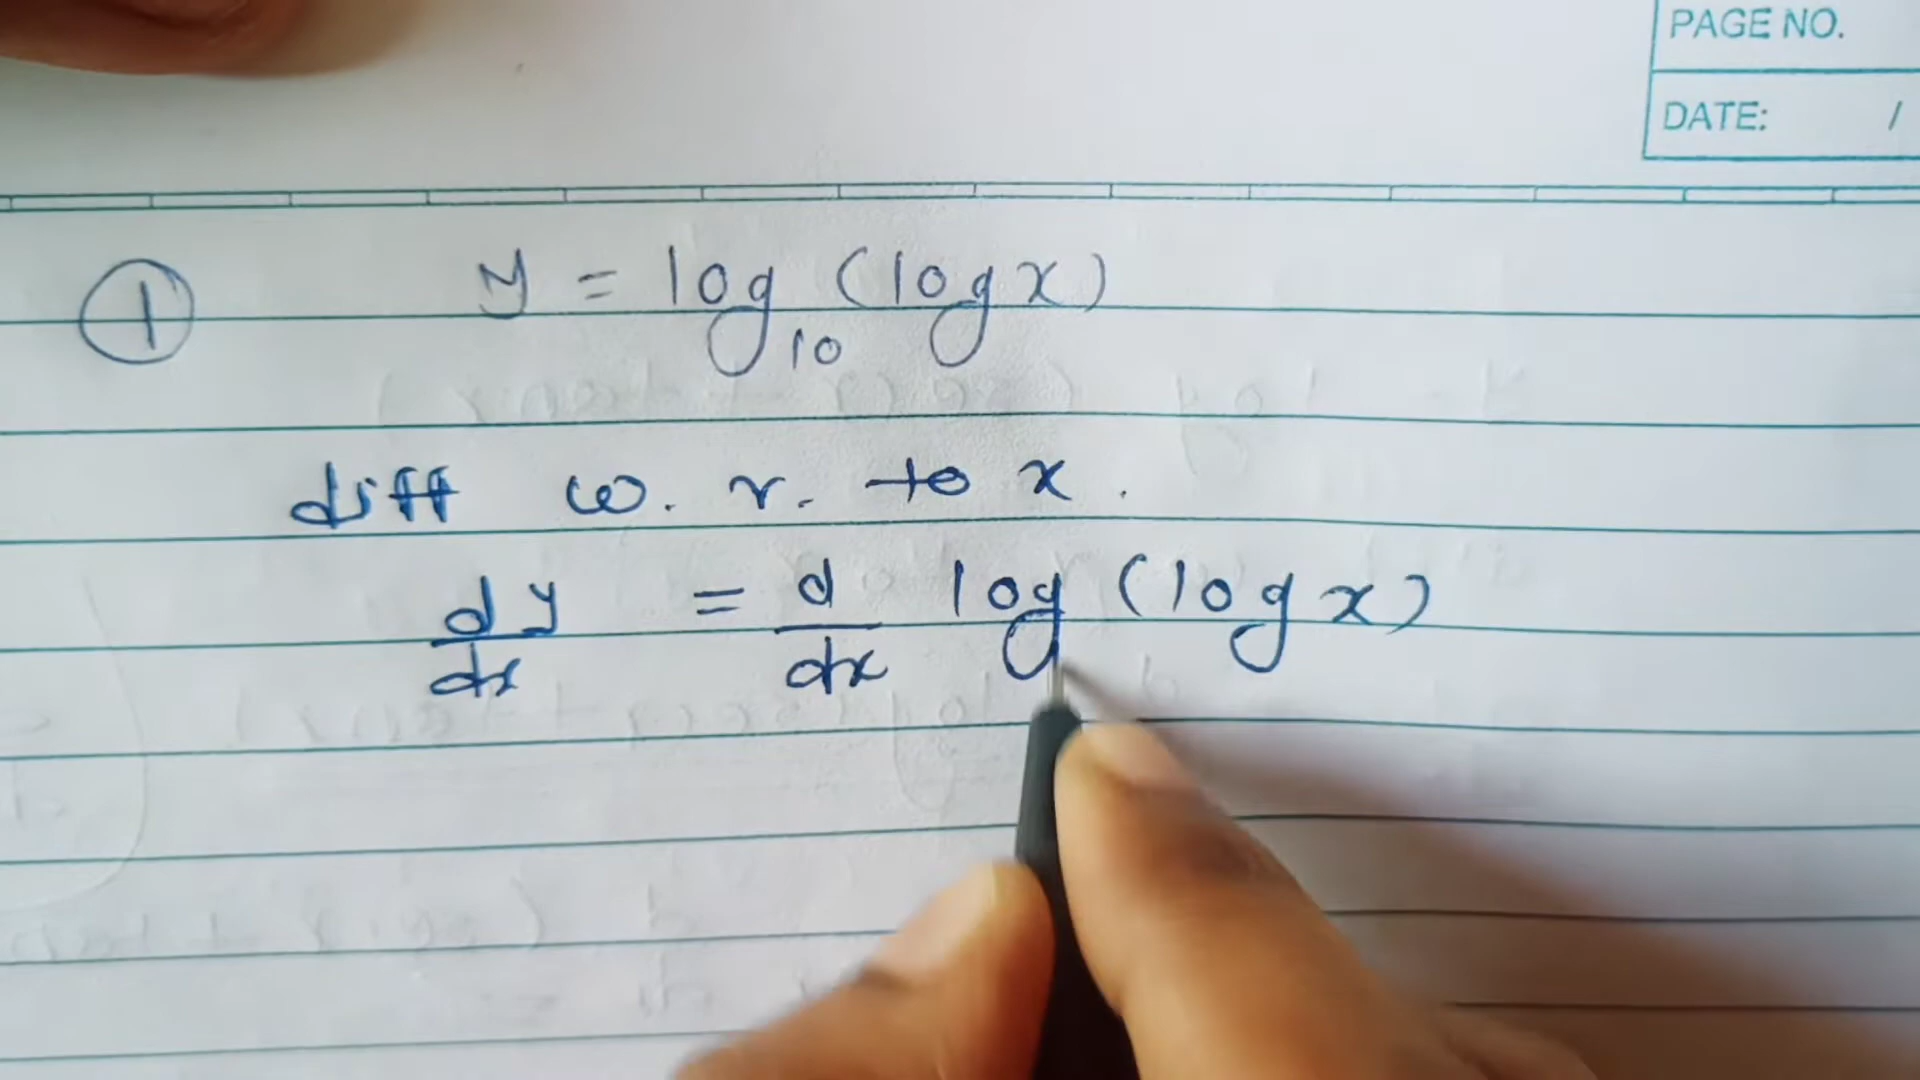 PAGE NO.
DATE: /
① y = log₁₀ (log x)
diff w. r. to x.
dy/dx = d/dx log (log x)